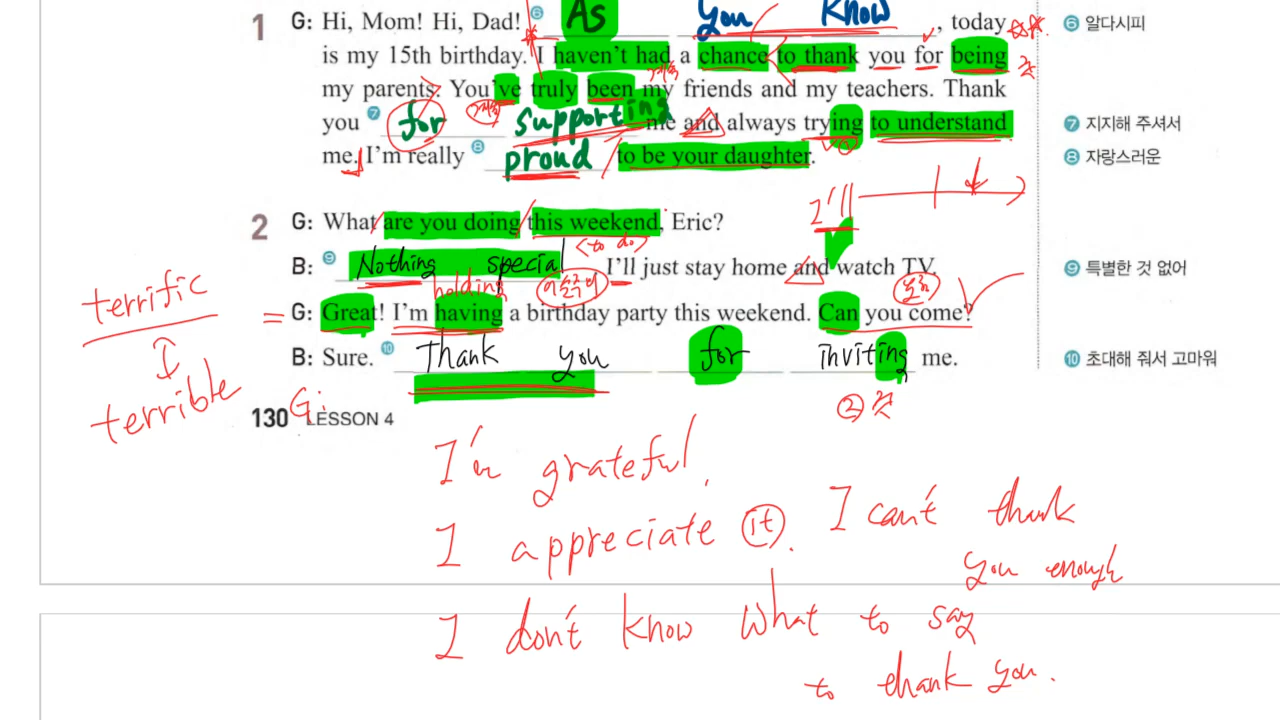 1 G: Hi, Mom! Hi, Dad! ⑥ As you know, today ⑥ 알다시피
is my 15th birthday. I haven't had a chance to thank you for being
my parents. You've truly been my friends and my teachers. Thank
you ⑦ for supporting me and always trying to understand ⑦ 지지해 주셔서
me. I'm really ⑧ proud to be your daughter. ⑧ 자랑스러운
I'll
2 G: What are you doing this weekend, Eric?
(to do)
B: ⑨ Nothing special I'll just stay home and watch TV. ⑨ 특별한 것 없어
holding
terrific = G: Great! I'm having a birthday party this weekend. Can you come?
B: Sure. ⑩ Thank you for inviting me. ⑩ 초대해 줘서 고마워
terrible
②
130 LESSON 4
G:
I'm grateful.
I appreciate it. I can't thank
you enough
I don't know what to say
to thank you.